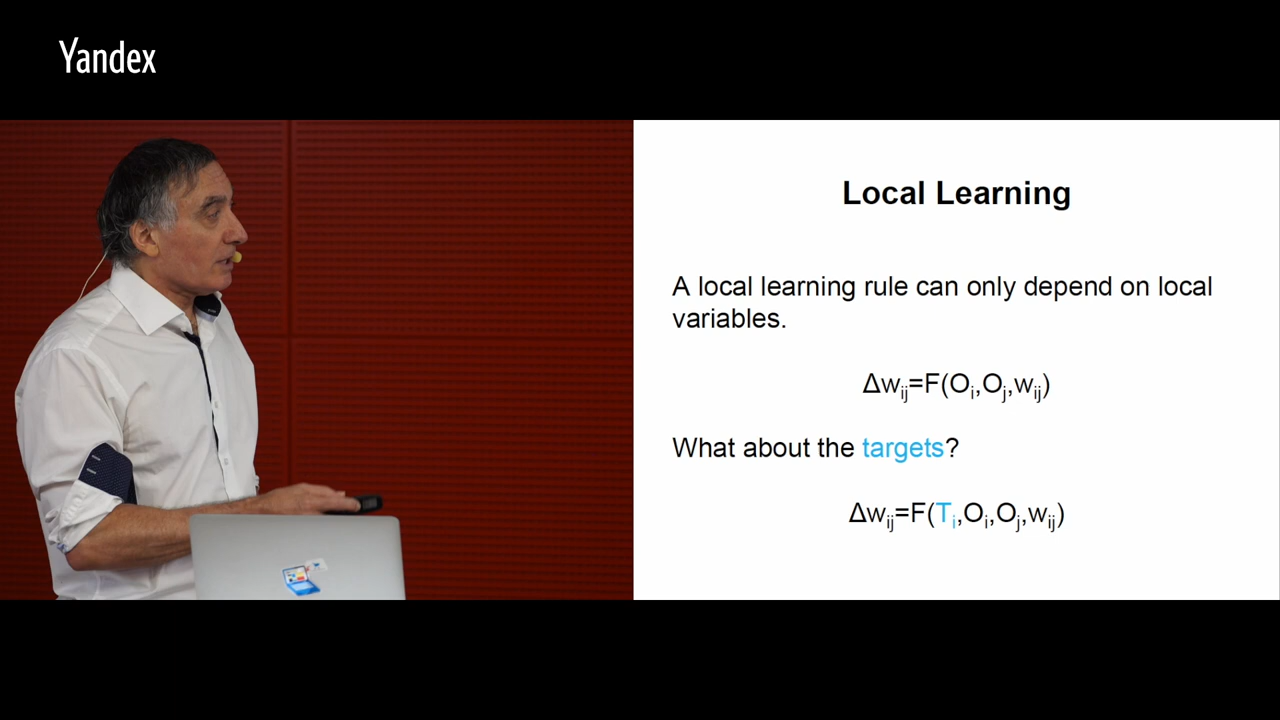 Yandex
Local Learning
A local learning rule can only depend on local
variables.
Δwᵢⱼ=F(Oᵢ,Oⱼ,wᵢⱼ)
What about the targets?
Δwᵢⱼ=F(Tᵢ,Oᵢ,Oⱼ,wᵢⱼ)